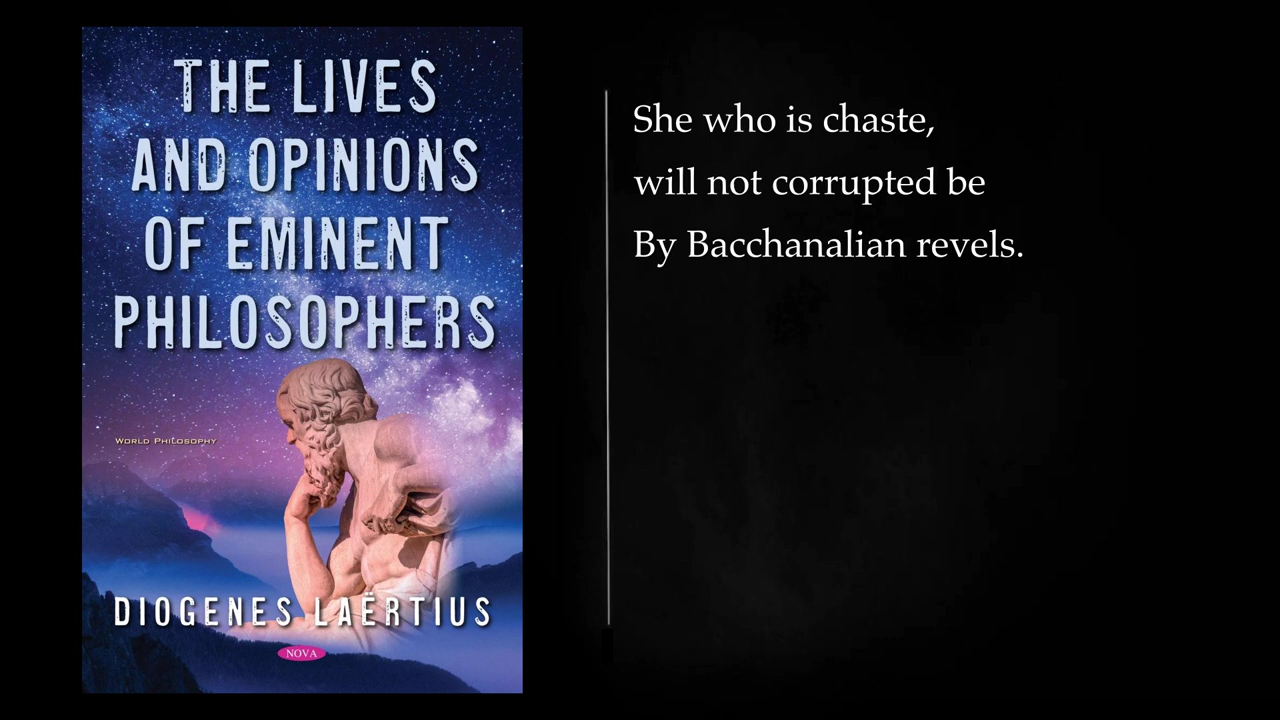 THE LIVES
AND OPINIONS
OF EMINENT
PHILOSOPHERS
WORLD PHILOSOPHY
DIOGENES LAËRTIUS
NOVA
She who is chaste,
will not corrupted be
By Bacchanalian revels.